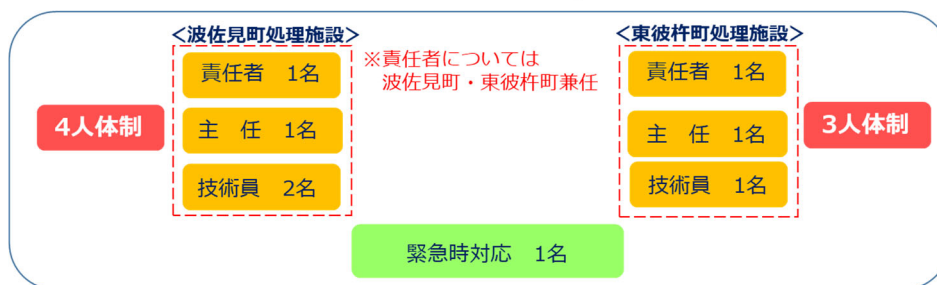 <波佐見町処理施設>
責任者 1名
主 任 1名
技術員 2名
4人体制
※責任者については
波佐見町・東彼杵町兼任
<東彼杵町処理施設>
責任者 1名
主 任 1名
技術員 1名
3人体制
緊急時対応 1名